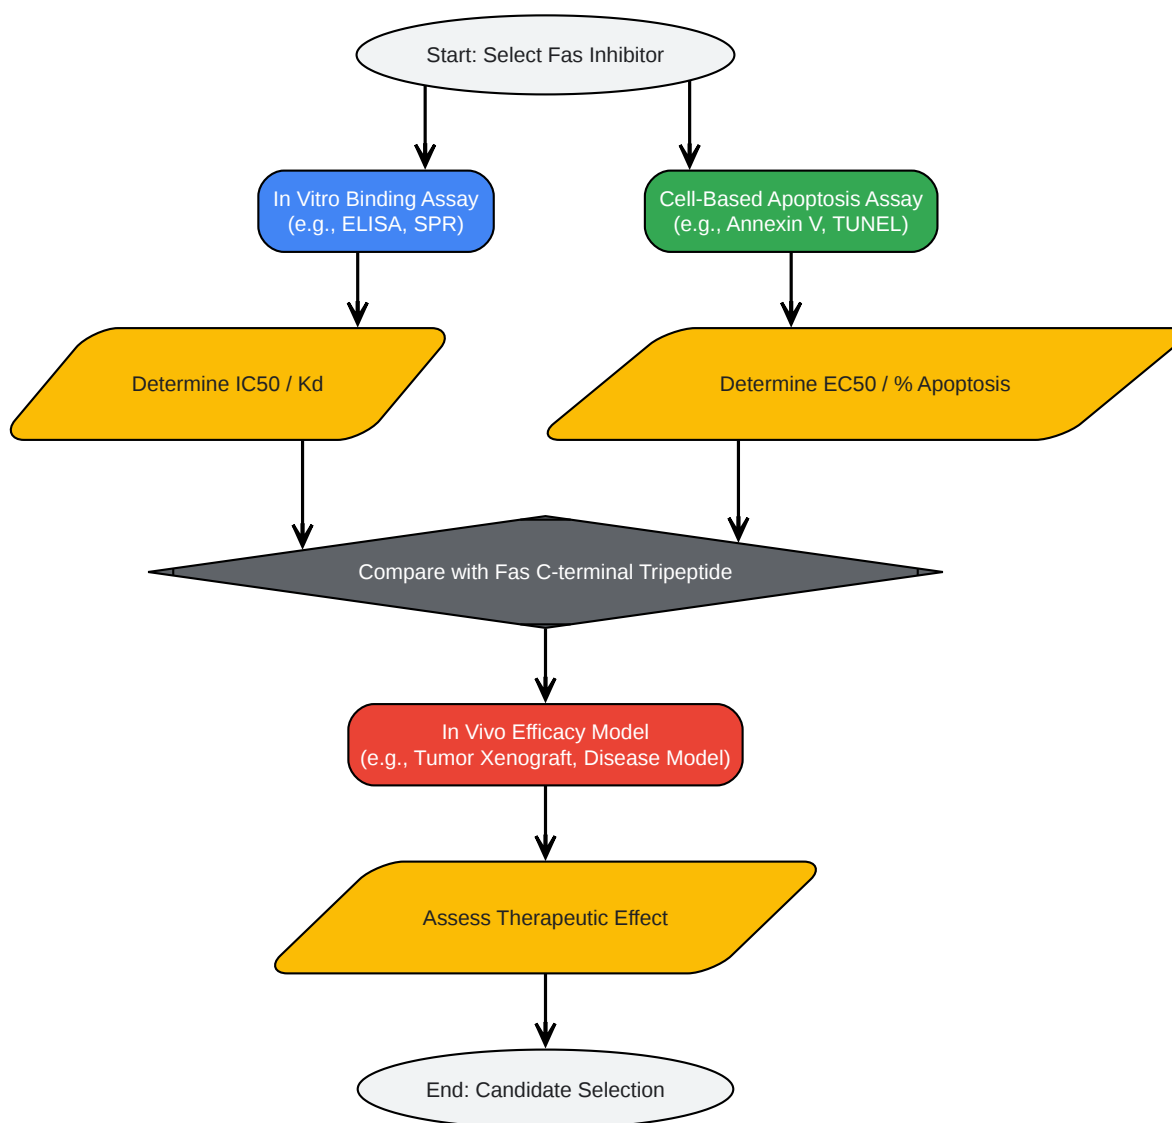 Start: Select Fas Inhibitor
In Vitro Binding Assay
(e.g., ELISA, SPR)
Cell-Based Apoptosis Assay
(e.g., Annexin V, TUNEL)
Determine IC50 / Kd
Determine EC50 / % Apoptosis
Compare with Fas C-terminal Tripeptide
In Vivo Efficacy Model
(e.g., Tumor Xenograft, Disease Model)
Assess Therapeutic Effect
End: Candidate Selection